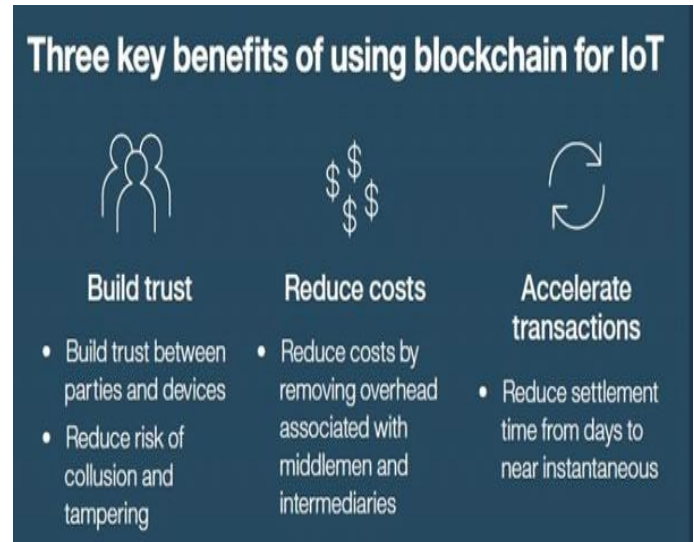 Three key benefits of using blockchain for IoT
$ $ $ $
Build trust
• Build trust between
parties and devices
• Reduce risk of
collusion and
tampering
Reduce costs
• Reduce costs by
removing overhead
associated with
middlemen and
intermediaries
Accelerate
transactions
• Reduce settlement
time from days to
near instantaneous